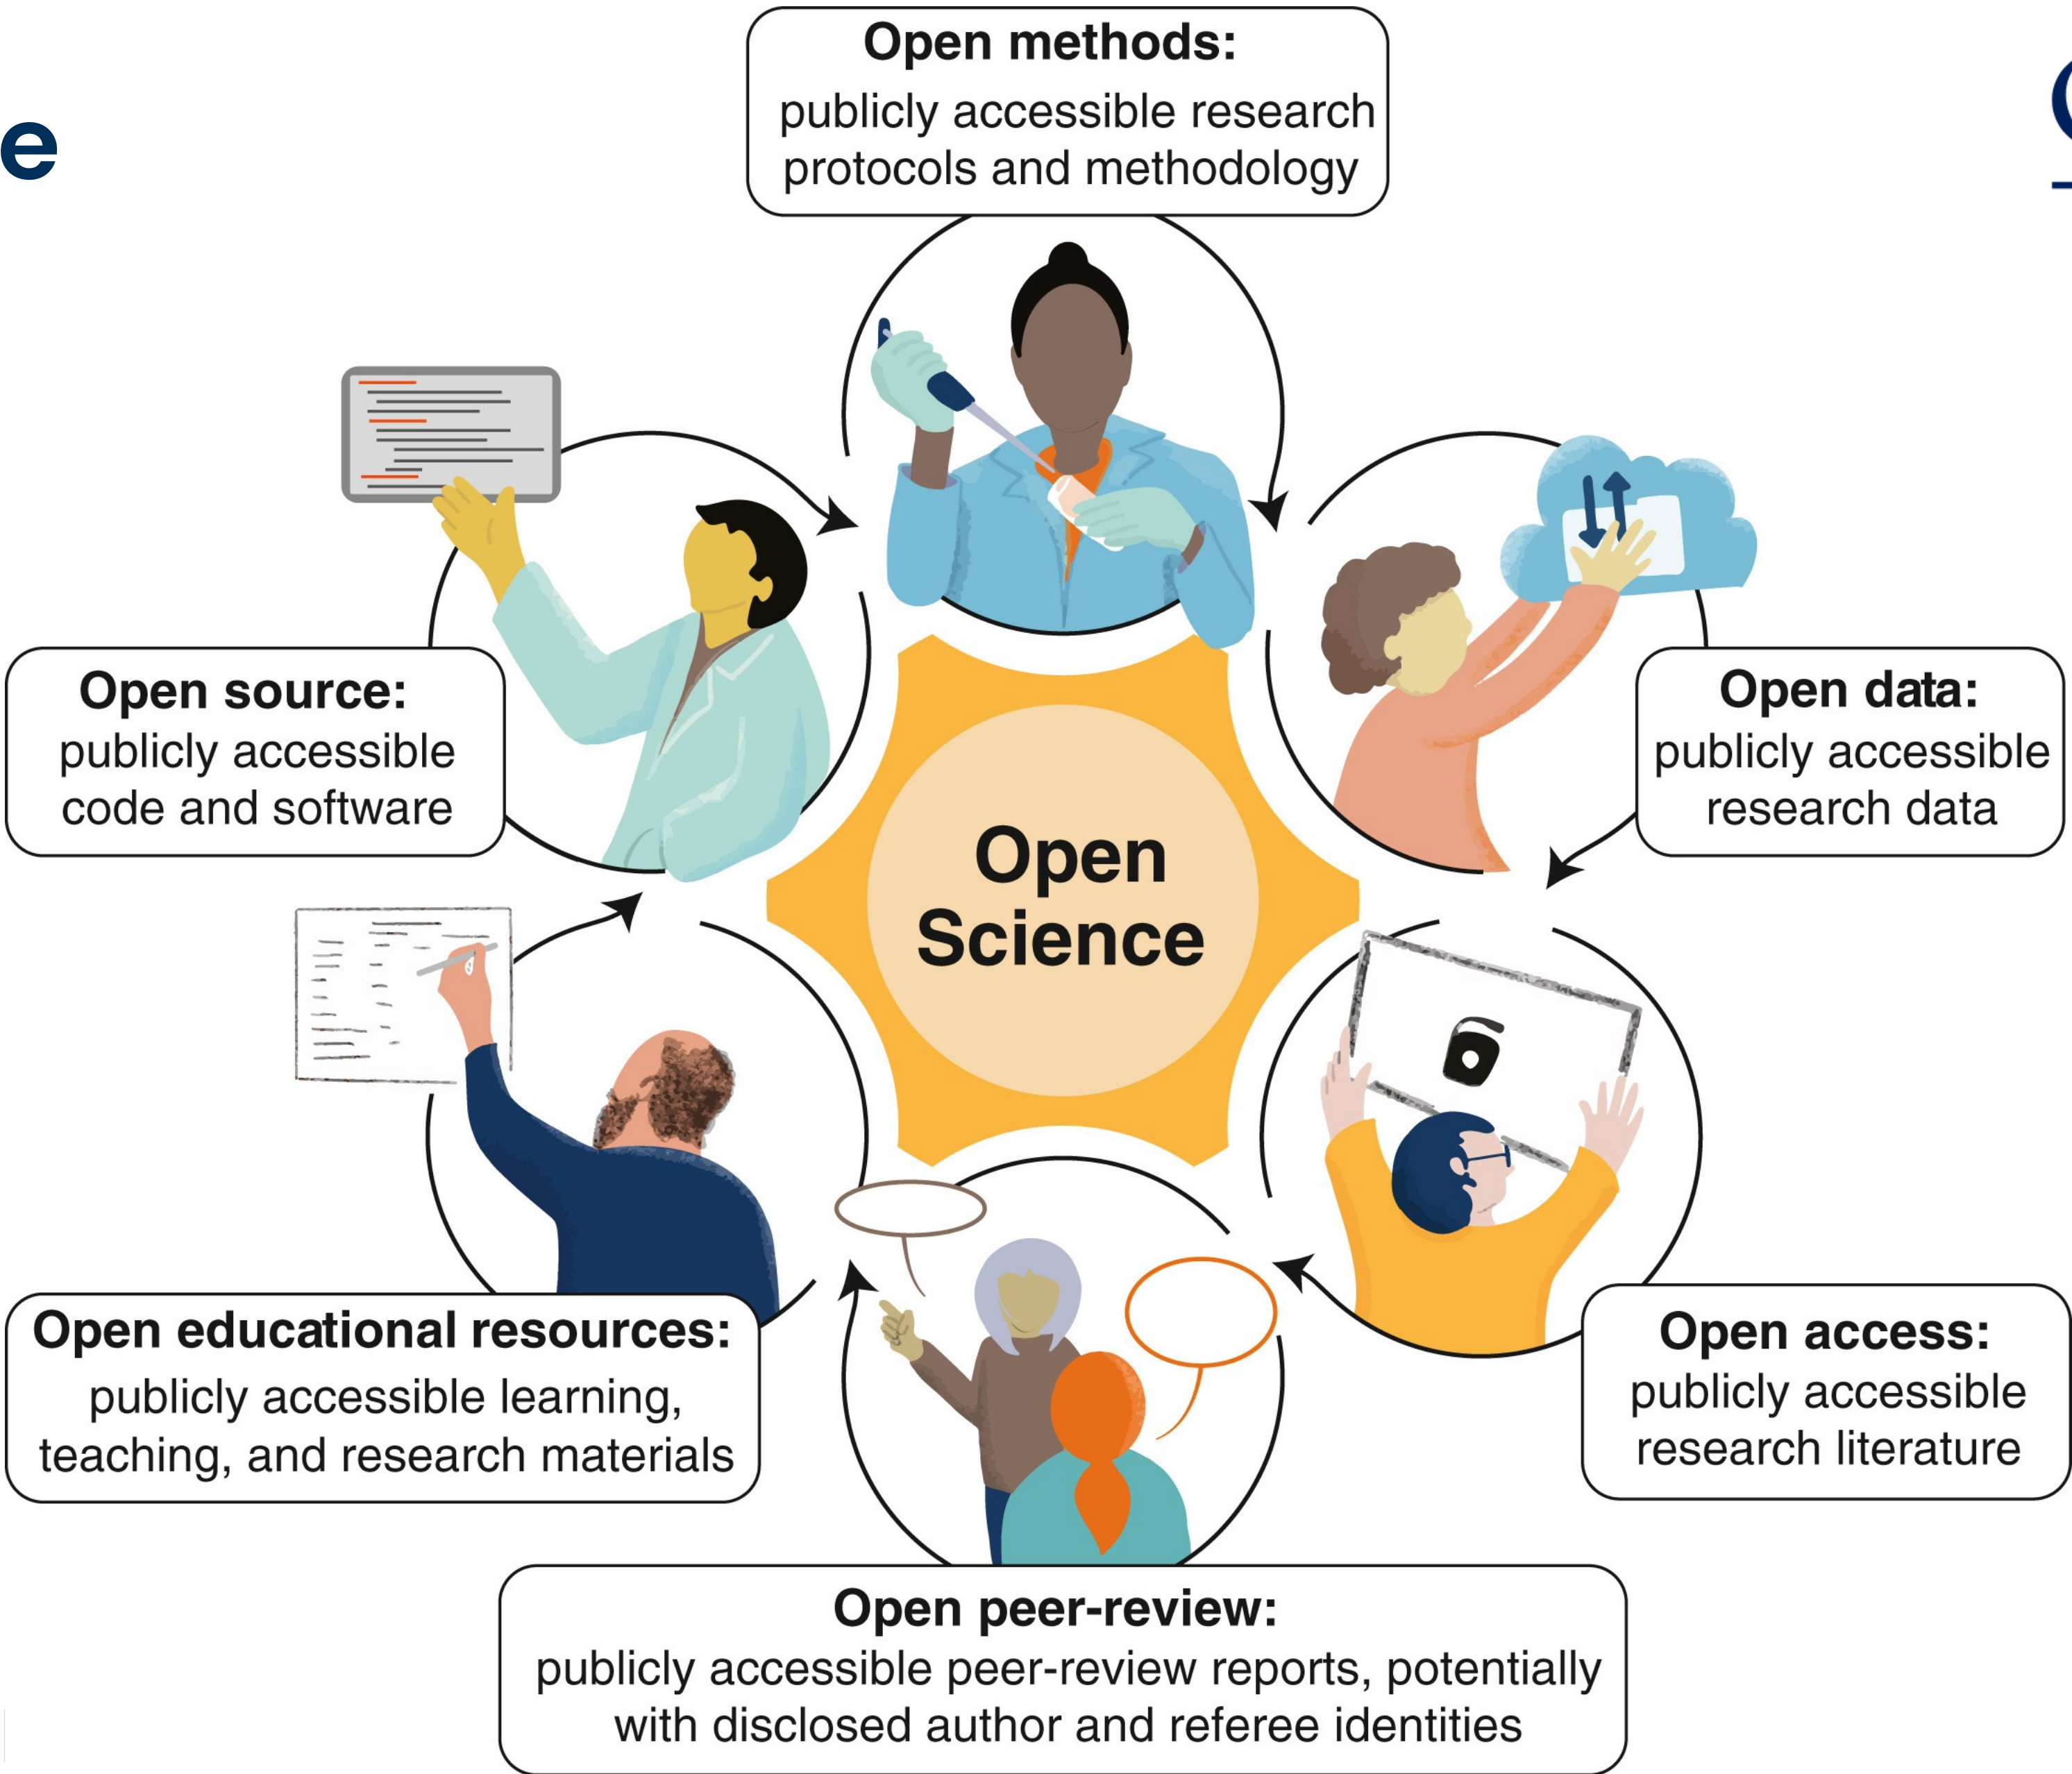 e
Open methods:
publicly accessible research
protocols and methodology
Open source:
publicly accessible
code and software
Open data:
publicly accessible
research data
Open
Science
Open educational resources:
publicly accessible learning,
teaching, and research materials
Open access:
publicly accessible
research literature
Open peer-review:
publicly accessible peer-review reports, potentially
with disclosed author and referee identities